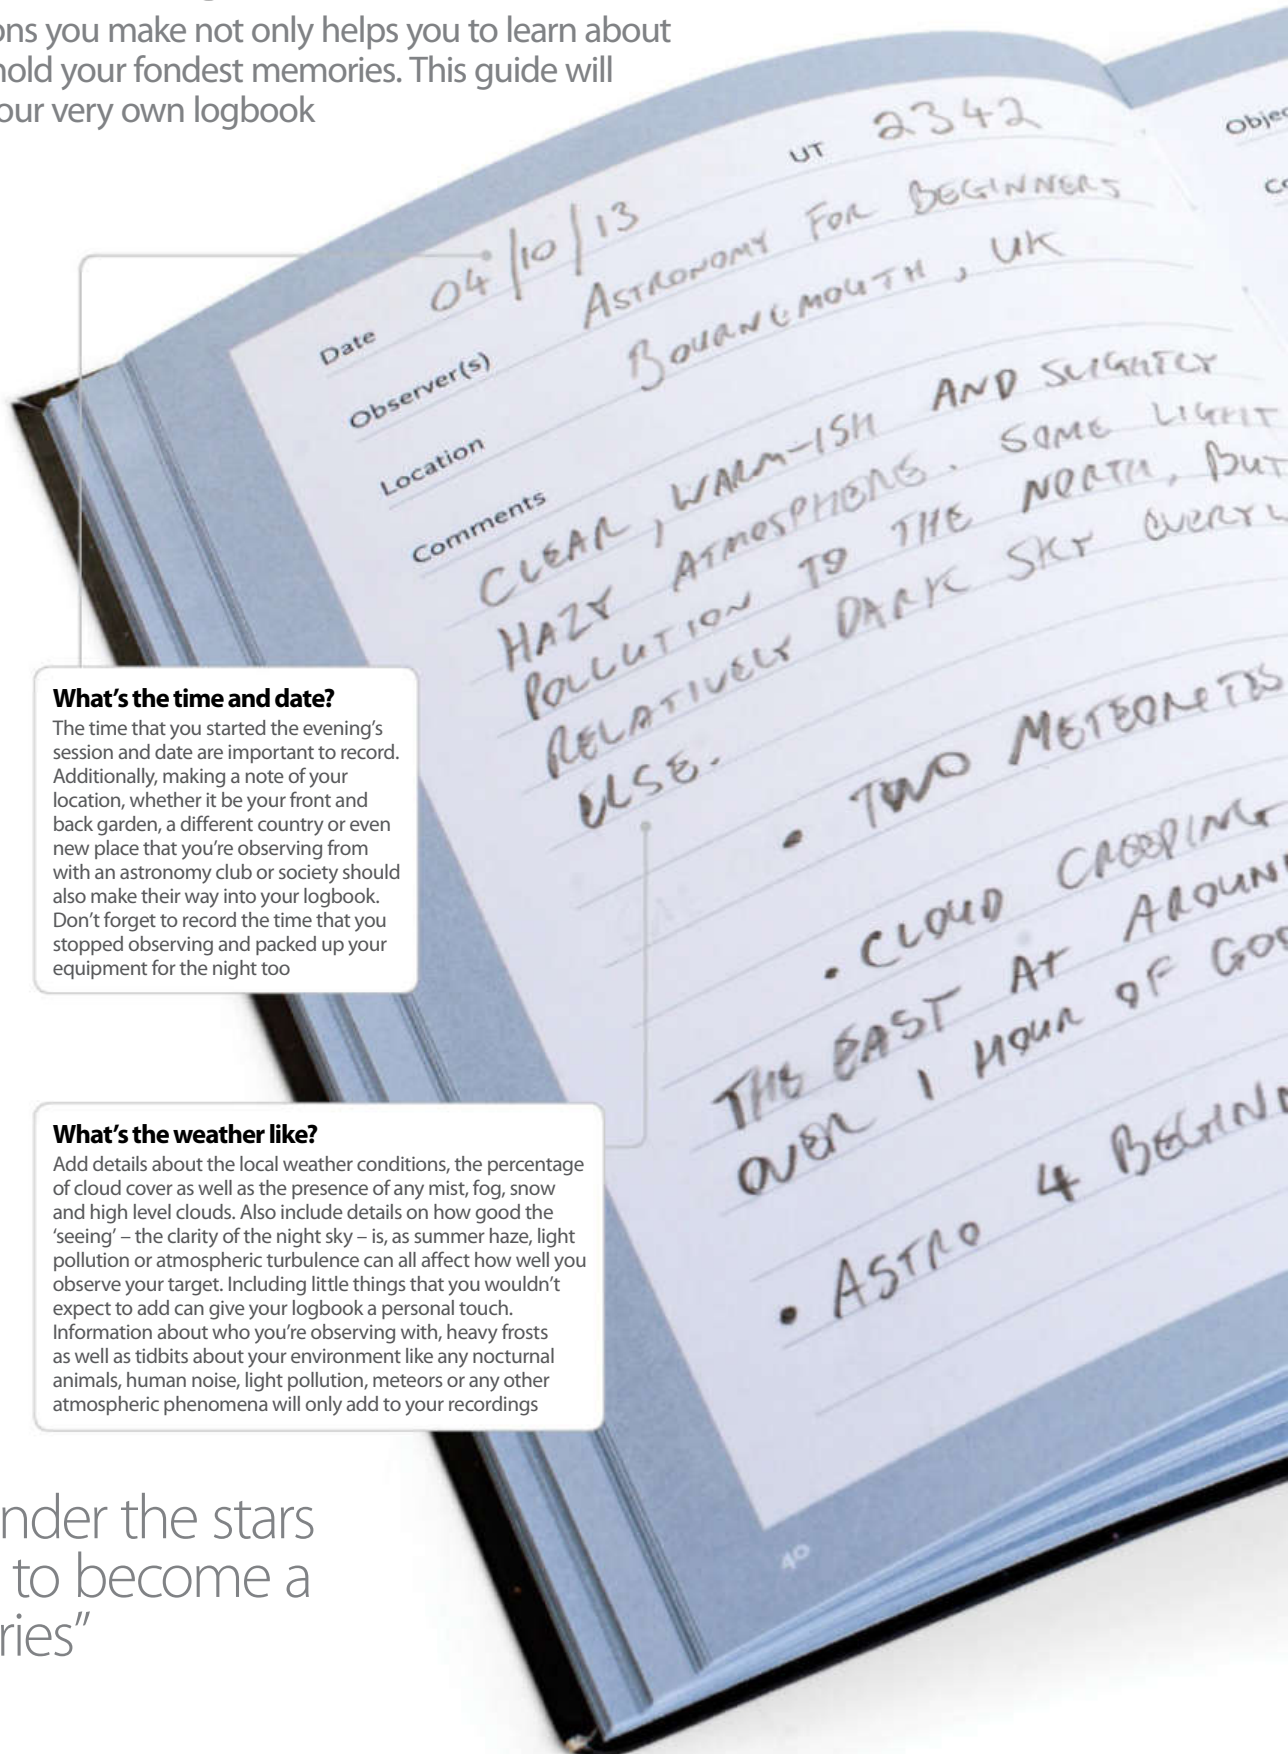 ons you make not only helps you to learn about
hold your fondest memories. This guide will
our very own logbook
UT 2342
Date 04/10/13
Observer(s) ASTRONOMY FOR BEGINNERS
Location BOURNEMOUTH, UK
Comments
CLEAR, WARM-ISH AND SLIGHTLY
HAZY ATMOSPHERE. SOME LIGHT
POLLUTION TO THE NORTH, BUT
RELATIVELY DARK SKY
ELSE.
• TWO
• CLOUD CREEPING
THE EAST AT
OVER 1 HOUR OF
• ASTRO 4
40
What's the time and date?
The time that you started the evening's
session and date are important to record.
Additionally, making a note of your
location, whether it be your front and
back garden, a different country or even
new place that you're observing from
with an astronomy club or society should
also make their way into your logbook.
Don't forget to record the time that you
stopped observing and packed up your
equipment for the night too
What's the weather like?
Add details about the local weather conditions, the percentage
of cloud cover as well as the presence of any mist, fog, snow
and high level clouds. Also include details on how good the
‘seeing’ – the clarity of the night sky – is, as summer haze, light
pollution or atmospheric turbulence can all affect how well you
observe your target. Including little things that you wouldn't
expect to add can give your logbook a personal touch.
Information about who you're observing with, heavy frosts
as well as tidbits about your environment like any nocturnal
animals, human noise, light pollution, meteors or any other
atmospheric phenomena will only add to your recordings
nder the stars
to become a
ries”